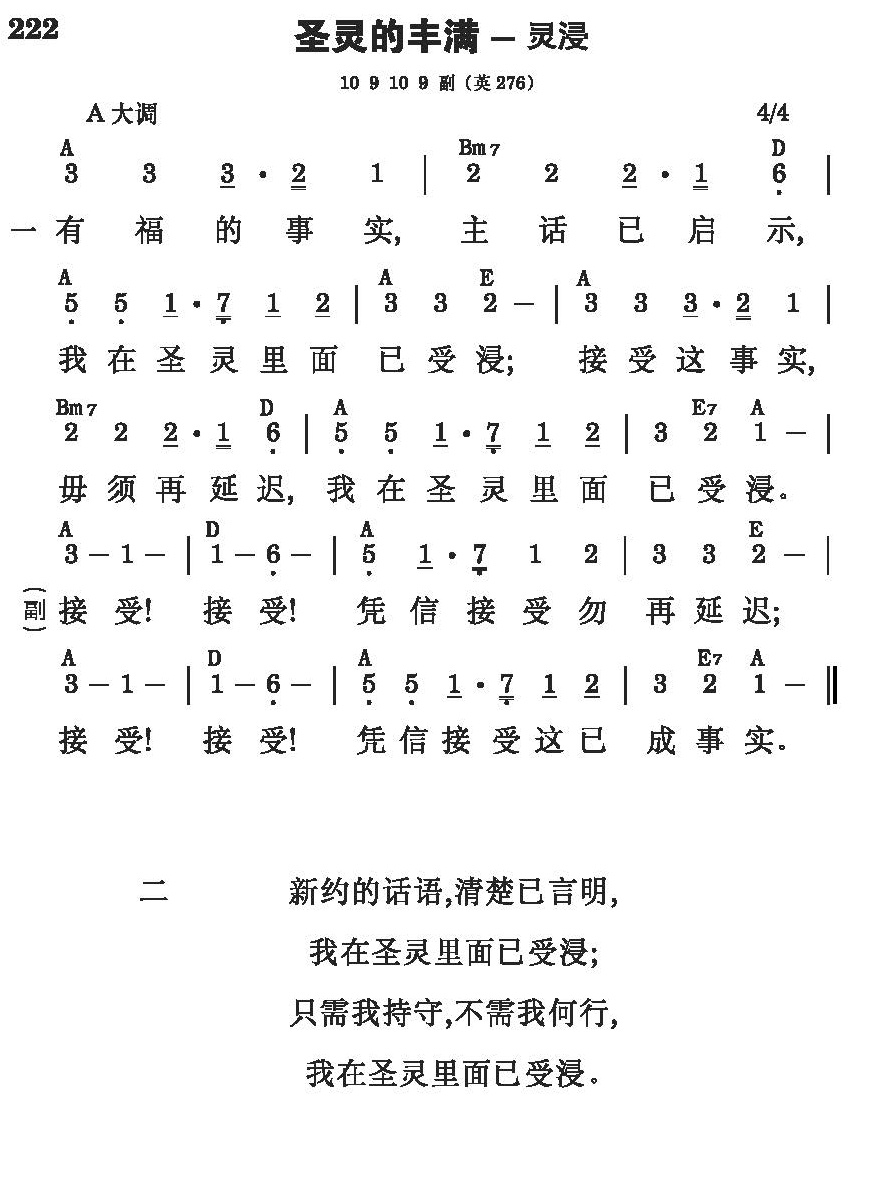 222
圣灵的丰满 — 灵浸
10 9 10 9 副（英276）
A 大调 4/4
A Bm7 D
3 3 3 · 2 1 | 2 2 2 · 1 6 |
一 有 福 的 事 实, 主 话 已 启 示,
A A E A
5 5 1 · 7 1 2 | 3 3 2 — | 3 3 3 · 2 1 |
我 在 圣 灵 里 面 已 受 浸; 接 受 这 事 实,
Bm7 D A E7 A
2 2 2 · 1 6 | 5 5 1 · 7 1 2 | 3 2 1 — |
毋 须 再 延 迟, 我 在 圣 灵 里 面 已 受 浸。
A D A E
3 — 1 — | 1 — 6 — | 5 1 · 7 1 2 | 3 3 2 — |
(副) 接 受! 接 受! 凭 信 接 受 勿 再 延 迟;
A D A E7 A
3 — 1 — | 1 — 6 — | 5 5 1 · 7 1 2 | 3 2 1 — ‖
接 受! 接 受! 凭 信 接 受 这 已 成 事 实。
二 新约的话语,清楚已言明,
我在圣灵里面已受浸;
只需我持守,不需我何行,
我在圣灵里面已受浸。